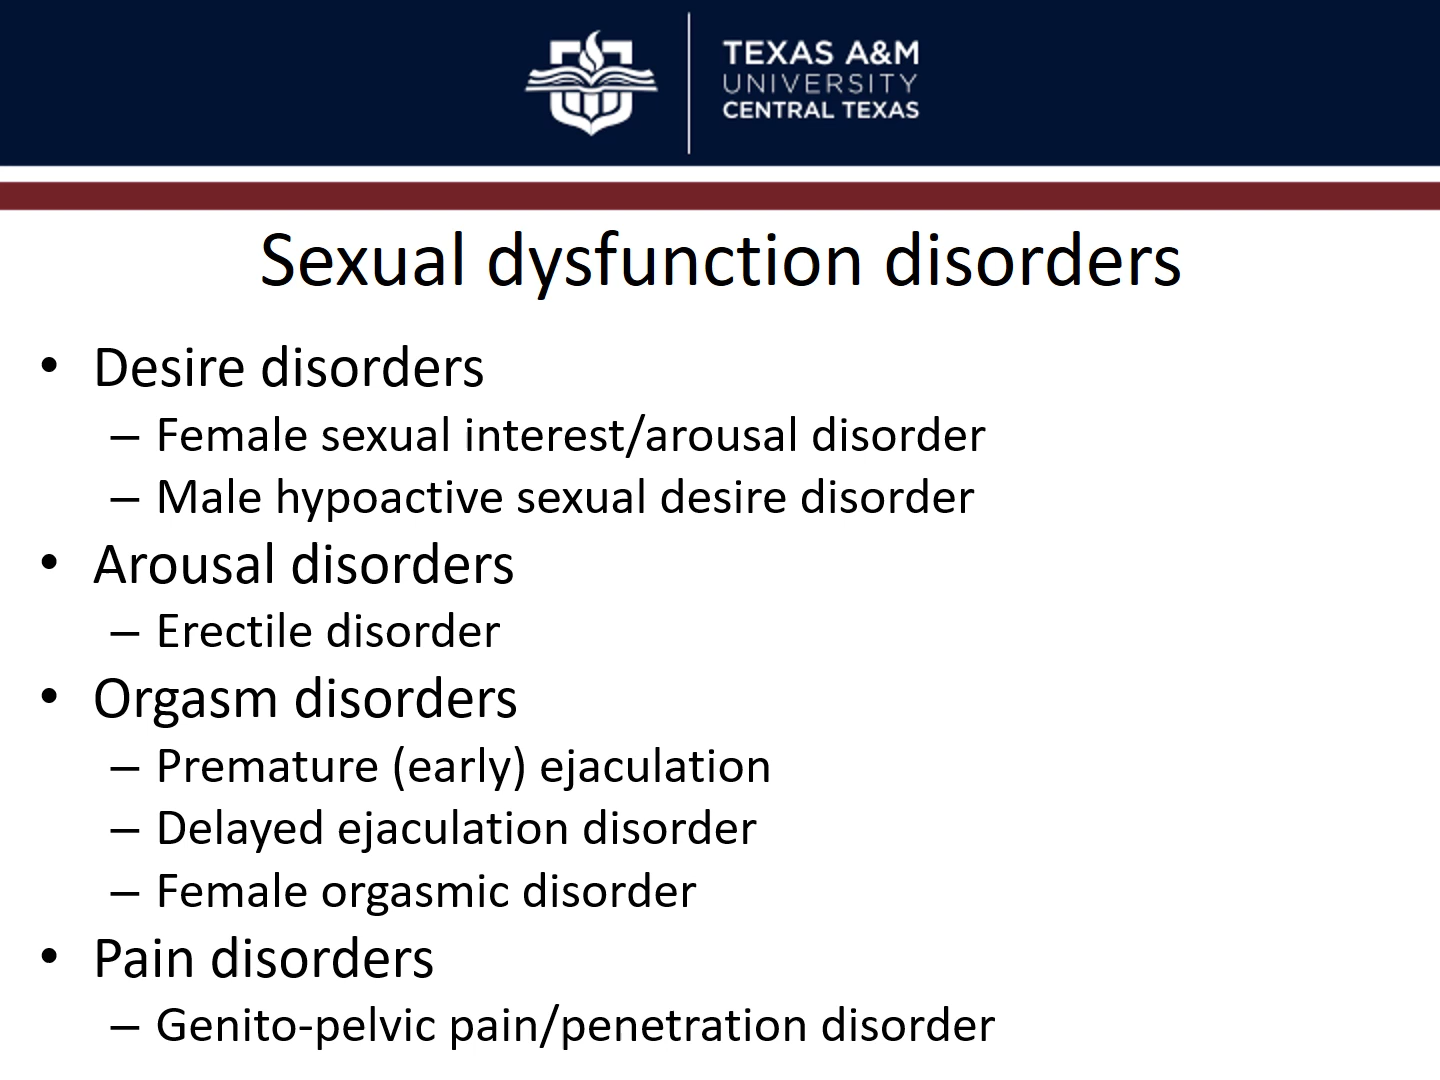 TEXAS A&M
UNIVERSITY
CENTRAL TEXAS
Sexual dysfunction disorders
• Desire disorders
– Female sexual interest/arousal disorder
– Male hypoactive sexual desire disorder
• Arousal disorders
– Erectile disorder
• Orgasm disorders
– Premature (early) ejaculation
– Delayed ejaculation disorder
– Female orgasmic disorder
• Pain disorders
– Genito-pelvic pain/penetration disorder